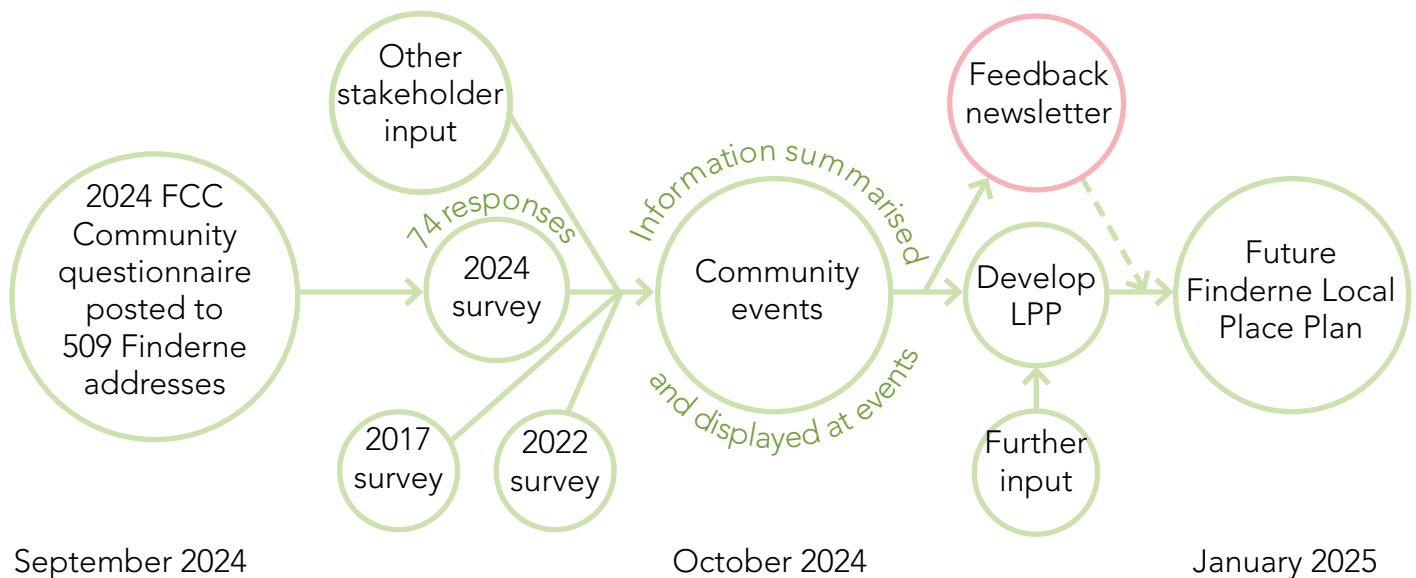 2024 FCC
Community
questionnaire
posted to
509 Finderne
addresses
Other
stakeholder
input
74 responses
2024
survey
2017
survey
2022
survey
Information summarised
Community
events
and displayed at events
Feedback
newsletter
Develop
LPP
Further
input
Future
Finderne Local
Place Plan
September 2024
October 2024
January 2025